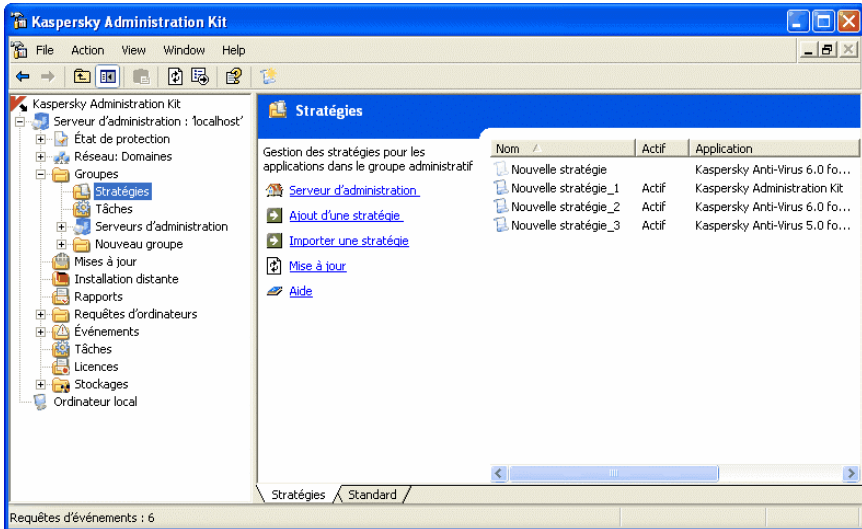 Kaspersky Administration Kit
File Action View Window Help
Kaspersky Administration Kit
Serveur d'administration : 'localhost'
État de protection
Réseau: Domaines
Groupes
Stratégies
Tâches
Serveurs d'administration
Nouveau groupe
Mises à jour
Installation distante
Rapports
Requêtes d'ordinateurs
Événements
Tâches
Licences
Stockages
Ordinateur local
Stratégies
Gestion des stratégies pour les
applications dans le groupe administratif
Serveur d'administration
Ajout d'une stratégie
Importer une stratégie
Mise à jour
Aide
Nom Actif Application
Nouvelle stratégie Kaspersky Anti-Virus 6.0 fo...
Nouvelle stratégie_1 Actif Kaspersky Administration Kit
Nouvelle stratégie_2 Actif Kaspersky Anti-Virus 6.0 fo...
Nouvelle stratégie_3 Actif Kaspersky Anti-Virus 5.0 fo...
Stratégies Standard
Requêtes d'événements : 6